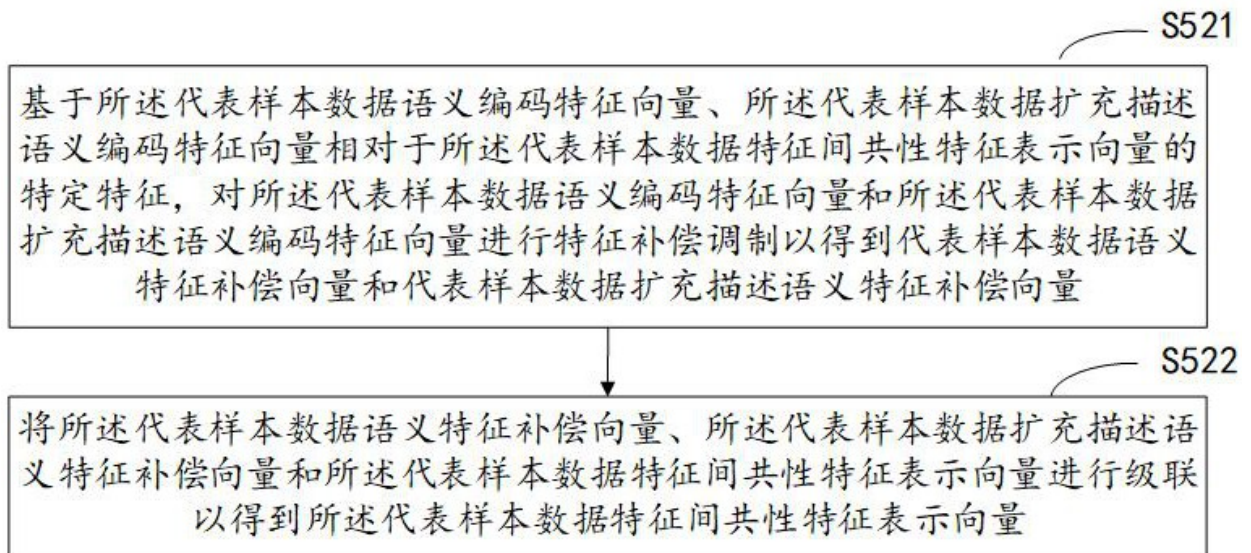 S521
基于所述代表样本数据语义编码特征向量、所述代表样本数据扩充描述
语义编码特征向量相对于所述代表样本数据特征间共性特征表示向量的
特定特征，对所述代表样本数据语义编码特征向量和所述代表样本数据
扩充描述语义编码特征向量进行特征补偿调制以得到代表样本数据语义
特征补偿向量和代表样本数据扩充描述语义特征补偿向量
S522
将所述代表样本数据语义特征补偿向量、所述代表样本数据扩充描述语
义特征补偿向量和所述代表样本数据特征间共性特征表示向量进行级联
以得到所述代表样本数据特征间共性特征表示向量